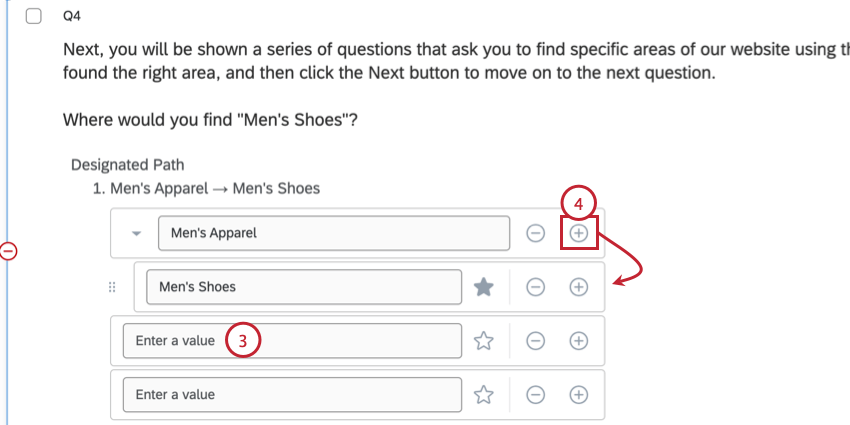 Q4
Next, you will be shown a series of questions that ask you to find specific areas of our website using
found the right area, and then click the Next button to move on to the next question.
Where would you find "Men's Shoes"?
Designated Path
1. Men's Apparel → Men's Shoes
4
Men's Apparel
Men's Shoes
Enter a value 3
Enter a value